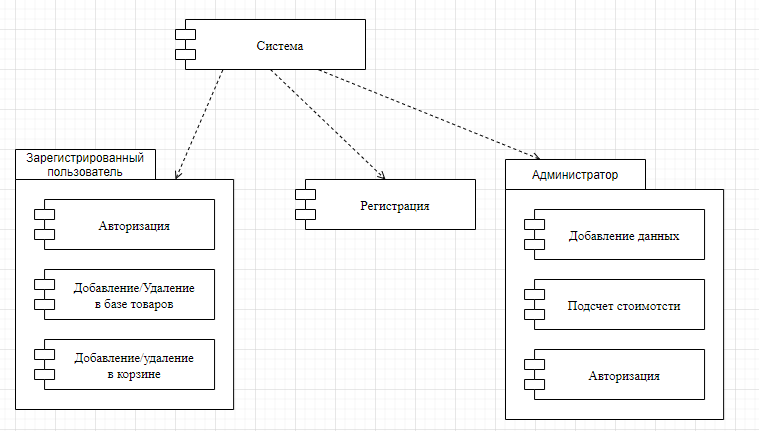 Система
Зарегистрированный
пользователь
Авторизация
Добавление/Удаление
в базе товаров
Добавление/удаление
в корзине
Регистрация
Администратор
Добавление данных
Подсчет стоимотсти
Авторизация